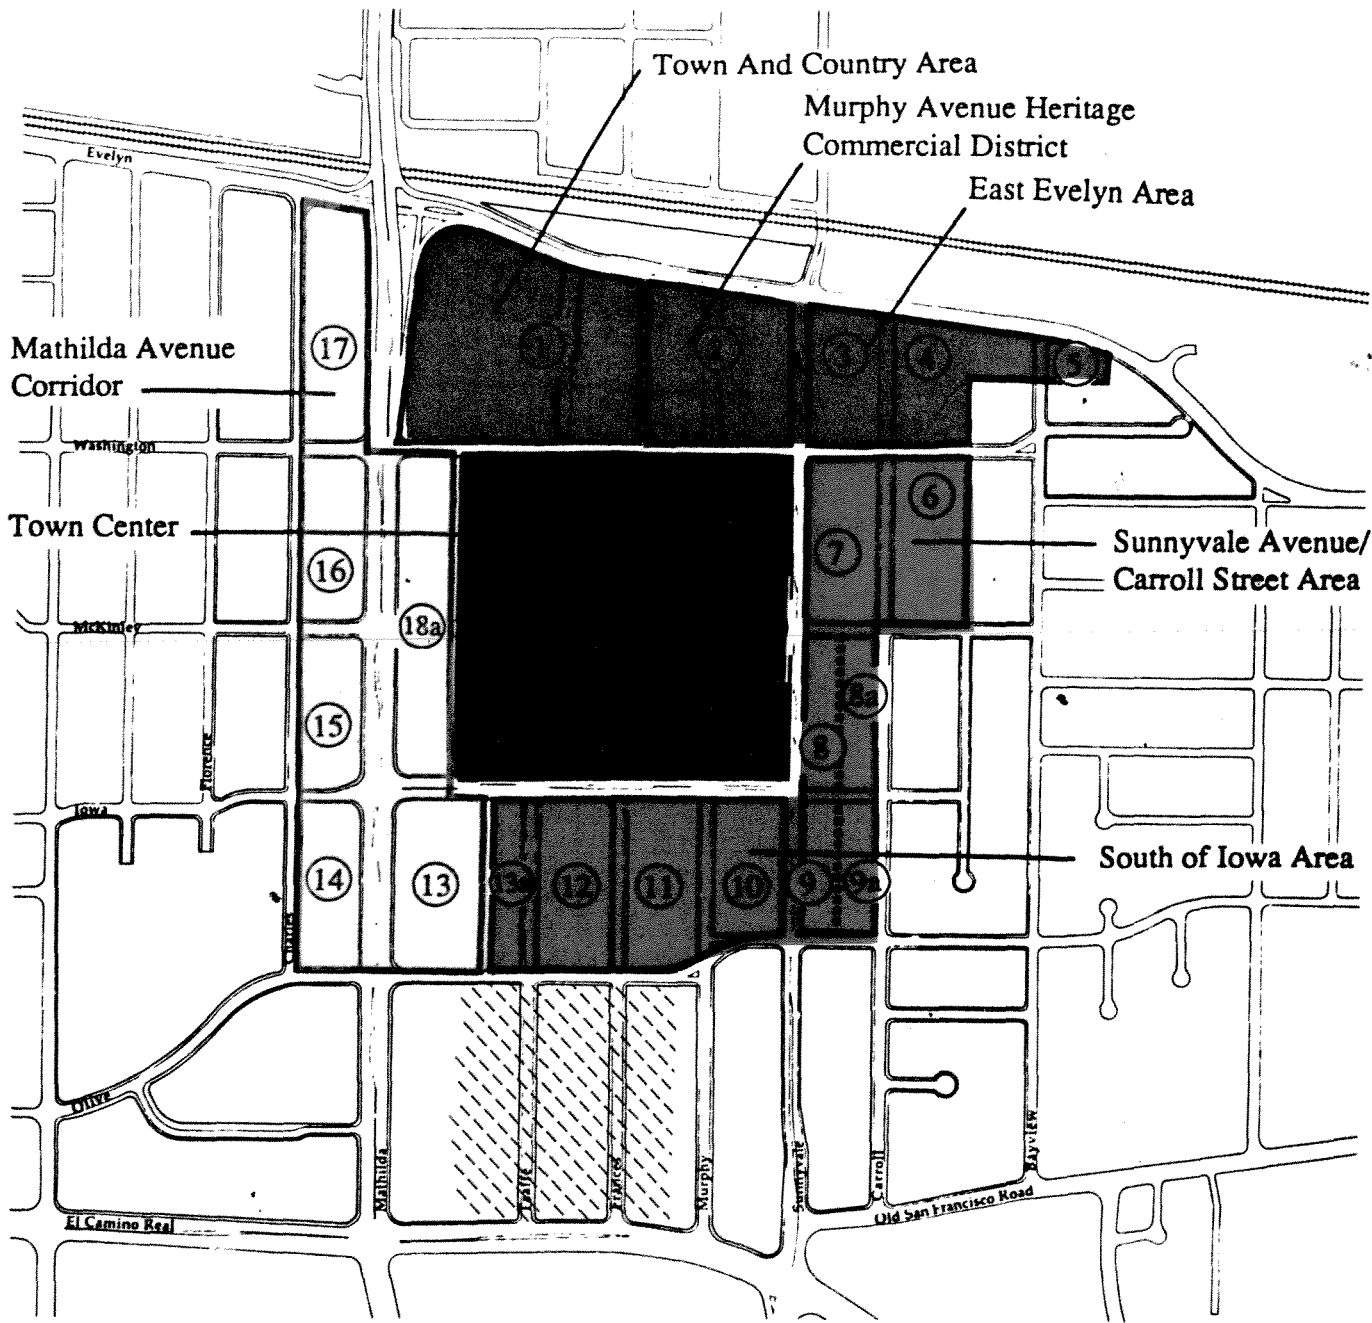 Town And Country Area
Murphy Avenue Heritage
Commercial District
East Evelyn Area
Evelyn
Mathilda Avenue
Corridor
17
1
2
3
4
5
Washington
Town Center
6
7
Sunnyvale Avenue/
Carroll Street Area
16
18a
McKinley
15
8a
8
Florence
Iowa
South of Iowa Area
14
13
13a
12
11
10
9
9a
Charles
Olive
Mathilda
Taaffe
Frances
Murphy
Sunnyvale
Carroll
Bayview
El Camino Real
Old San Francisco Road